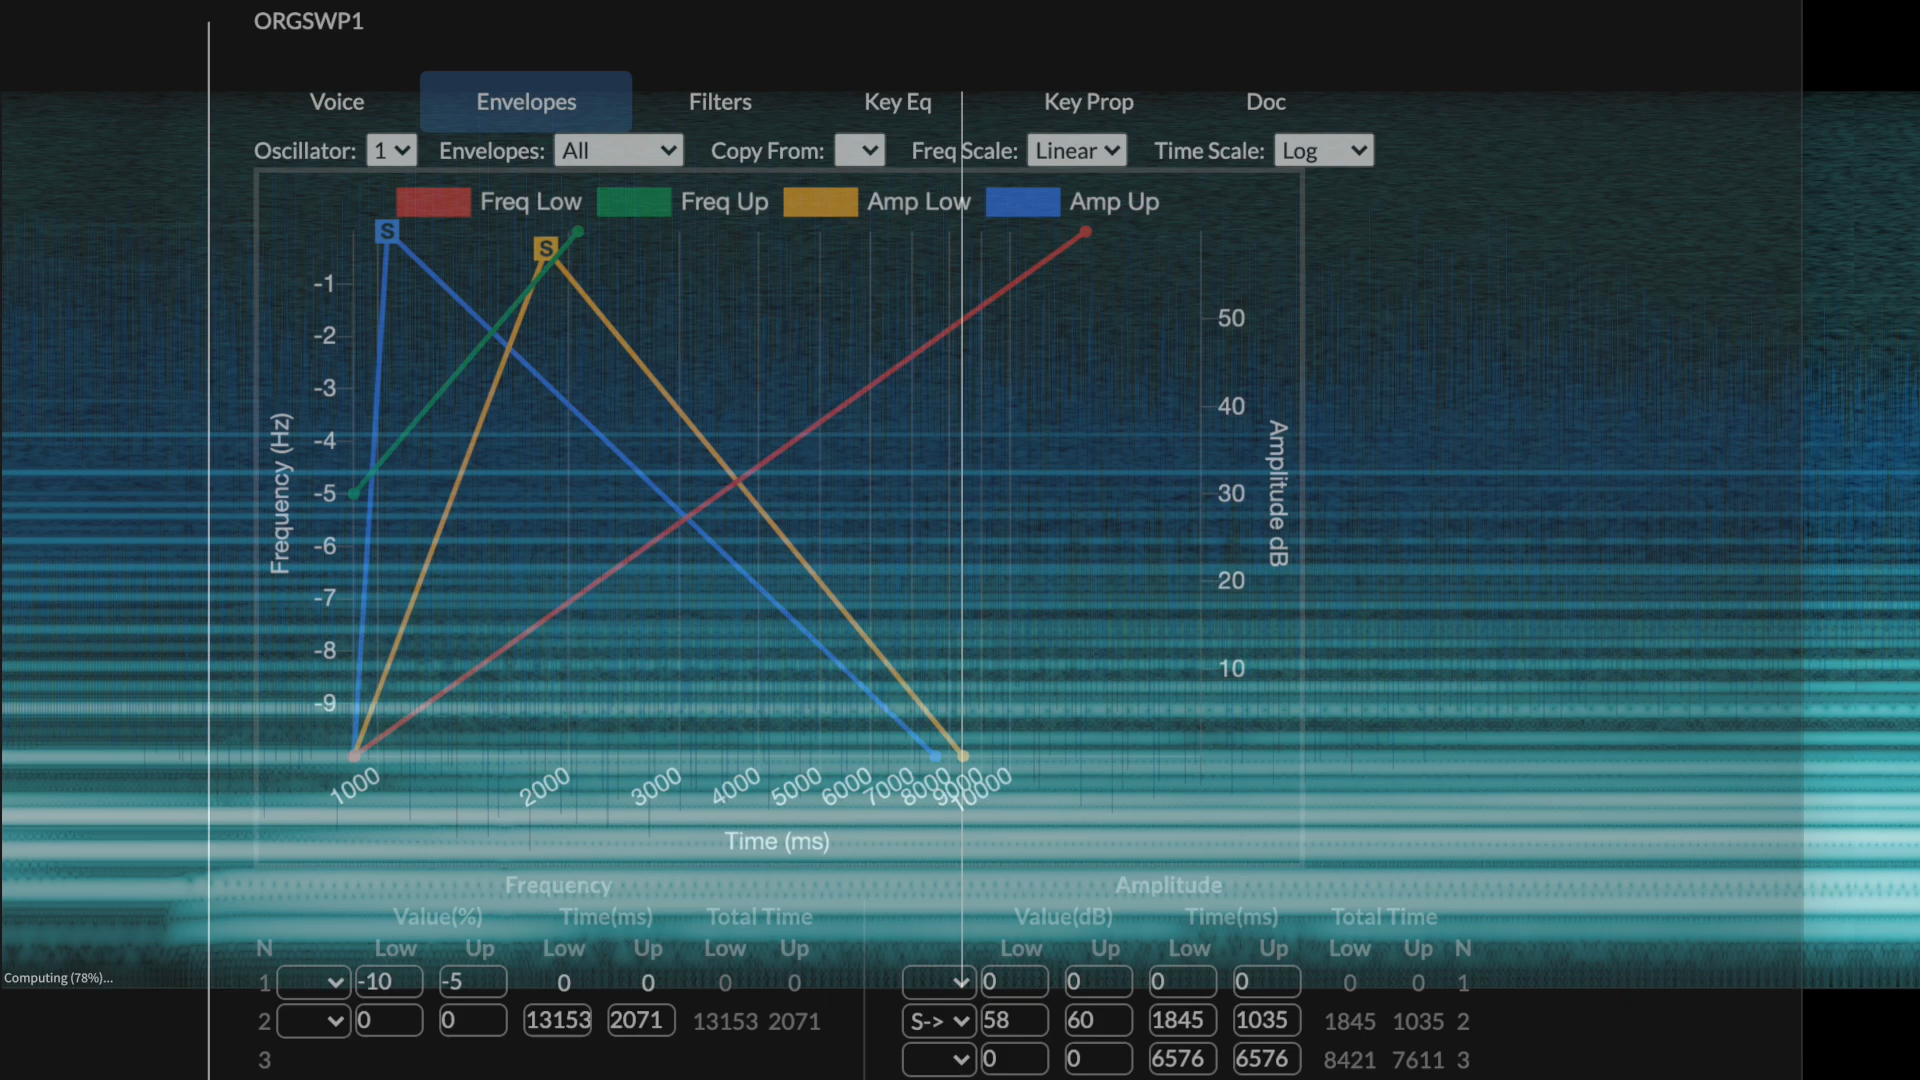 ORGSWP1
Voice Envelopes Filters Key Eq Key Prop Doc
Oscillator: 1 Envelopes: All Copy From: Freq Scale: Linear Time Scale: Log
Freq Low Freq Up Amp Low Amp Up
S
S
-1
-2
-3
-4
-5
-6
-7
-8
-9
Frequency (Hz)
50
40
30
20
10
Amplitude dB
1000 2000 3000 4000 5000 6000 7000 8000 9000 10000
Time (ms)
Frequency Amplitude
Value(%) Time(ms) Total Time Value(dB) Time(ms) Total Time
N Low Up Low Up Low Up Low Up Low Up Low Up N
Computing (78%)...
1 -10 -5 0 0 0 0 0 0 0 0 0 0 1
2 0 0 13153 2071 13153 2071 S-> 58 60 1845 1035 1845 1035 2
3 0 0 6576 6576 8421 7611 3